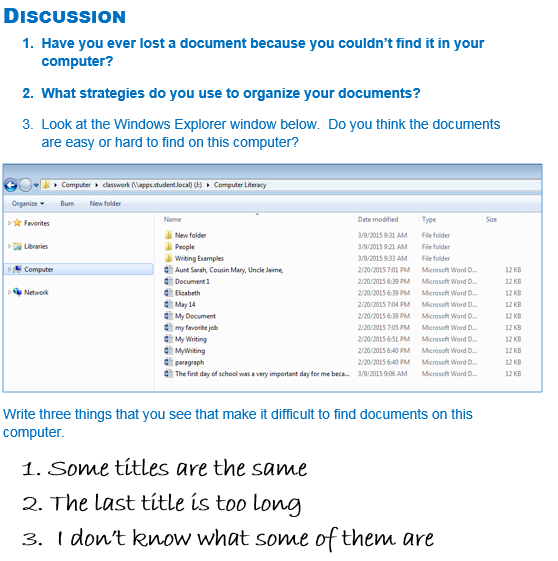 DISCUSSION
1. Have you ever lost a document because you couldn't find it in your
computer?
2. What strategies do you use to organize your documents?
3. Look at the Windows Explorer window below. Do you think the documents
are easy or hard to find on this computer?
Computer classwork (\\apps.student.local) (J:) Computer Literacy
Organize Burn New folder
Name Date modified Type Size
Favorites
Libraries
Computer
Network
New folder 3/9/2015 9:31 AM File folder
People 3/9/2015 9:21 AM File folder
Writing Examples 3/9/2015 9:33 AM File folder
Aunt Sarah, Cousin Mary, Uncle Jaime, 2/20/2015 7:01 PM Microsoft Word D... 12 KB
Document 1 2/20/2015 6:39 PM Microsoft Word D... 12 KB
Elizabeth 2/20/2015 6:39 PM Microsoft Word D... 12 KB
May 14 2/20/2015 7:04 PM Microsoft Word D... 12 KB
My Document 2/20/2015 6:39 PM Microsoft Word D... 12 KB
my favorite job 2/20/2015 7:05 PM Microsoft Word D... 12 KB
My Writing 2/20/2015 6:51 PM Microsoft Word D... 12 KB
MyWriting 2/20/2015 6:40 PM Microsoft Word D... 12 KB
paragraph 2/20/2015 6:40 PM Microsoft Word D... 12 KB
The first day of school was a very important day for me beca... 3/9/2015 9:06 AM Microsoft Word D... 12 KB
Write three things that you see that make it difficult to find documents on this
computer.
1. Some titles are the same
2. The last title is too long
3. I don't know what some of them are